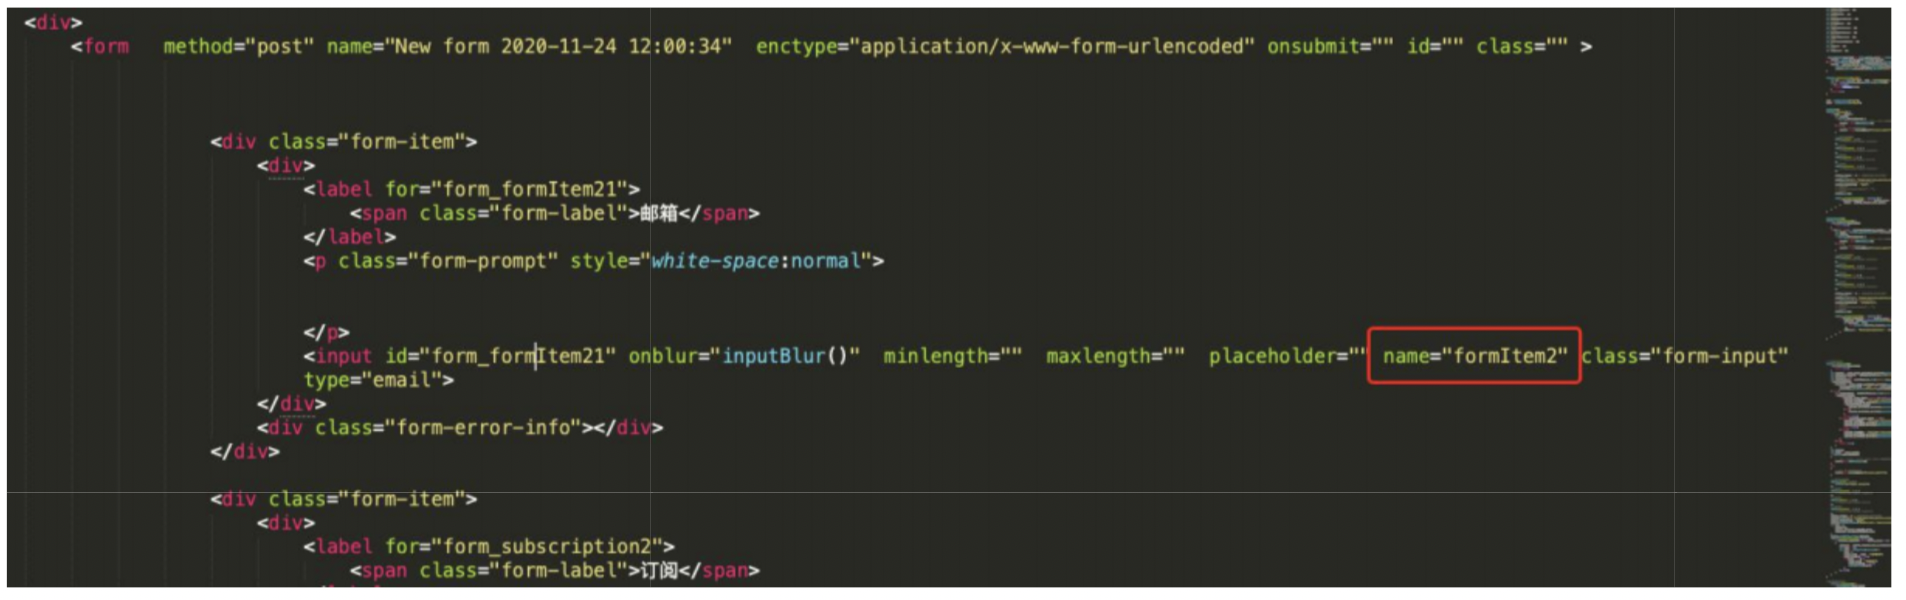 <div>
<form method="post" name="New form 2020-11-24 12:00:34" enctype="application/x-www-form-urlencoded" onsubmit="" id="" class="" >
<div class="form-item">
<div>
<label for="form_formItem21">
<span class="form-label">邮箱</span>
</label>
<p class="form-prompt" style="white-space:normal">
</p>
<input id="form_formItem21" onblur="inputBlur()" minlength="" maxlength="" placeholder="" name="formItem2" class="form-input"
type="email">
</div>
<div class="form-error-info"></div>
</div>
<div class="form-item">
<div>
<label for="form_subscription2">
<span class="form-label">订阅</span>